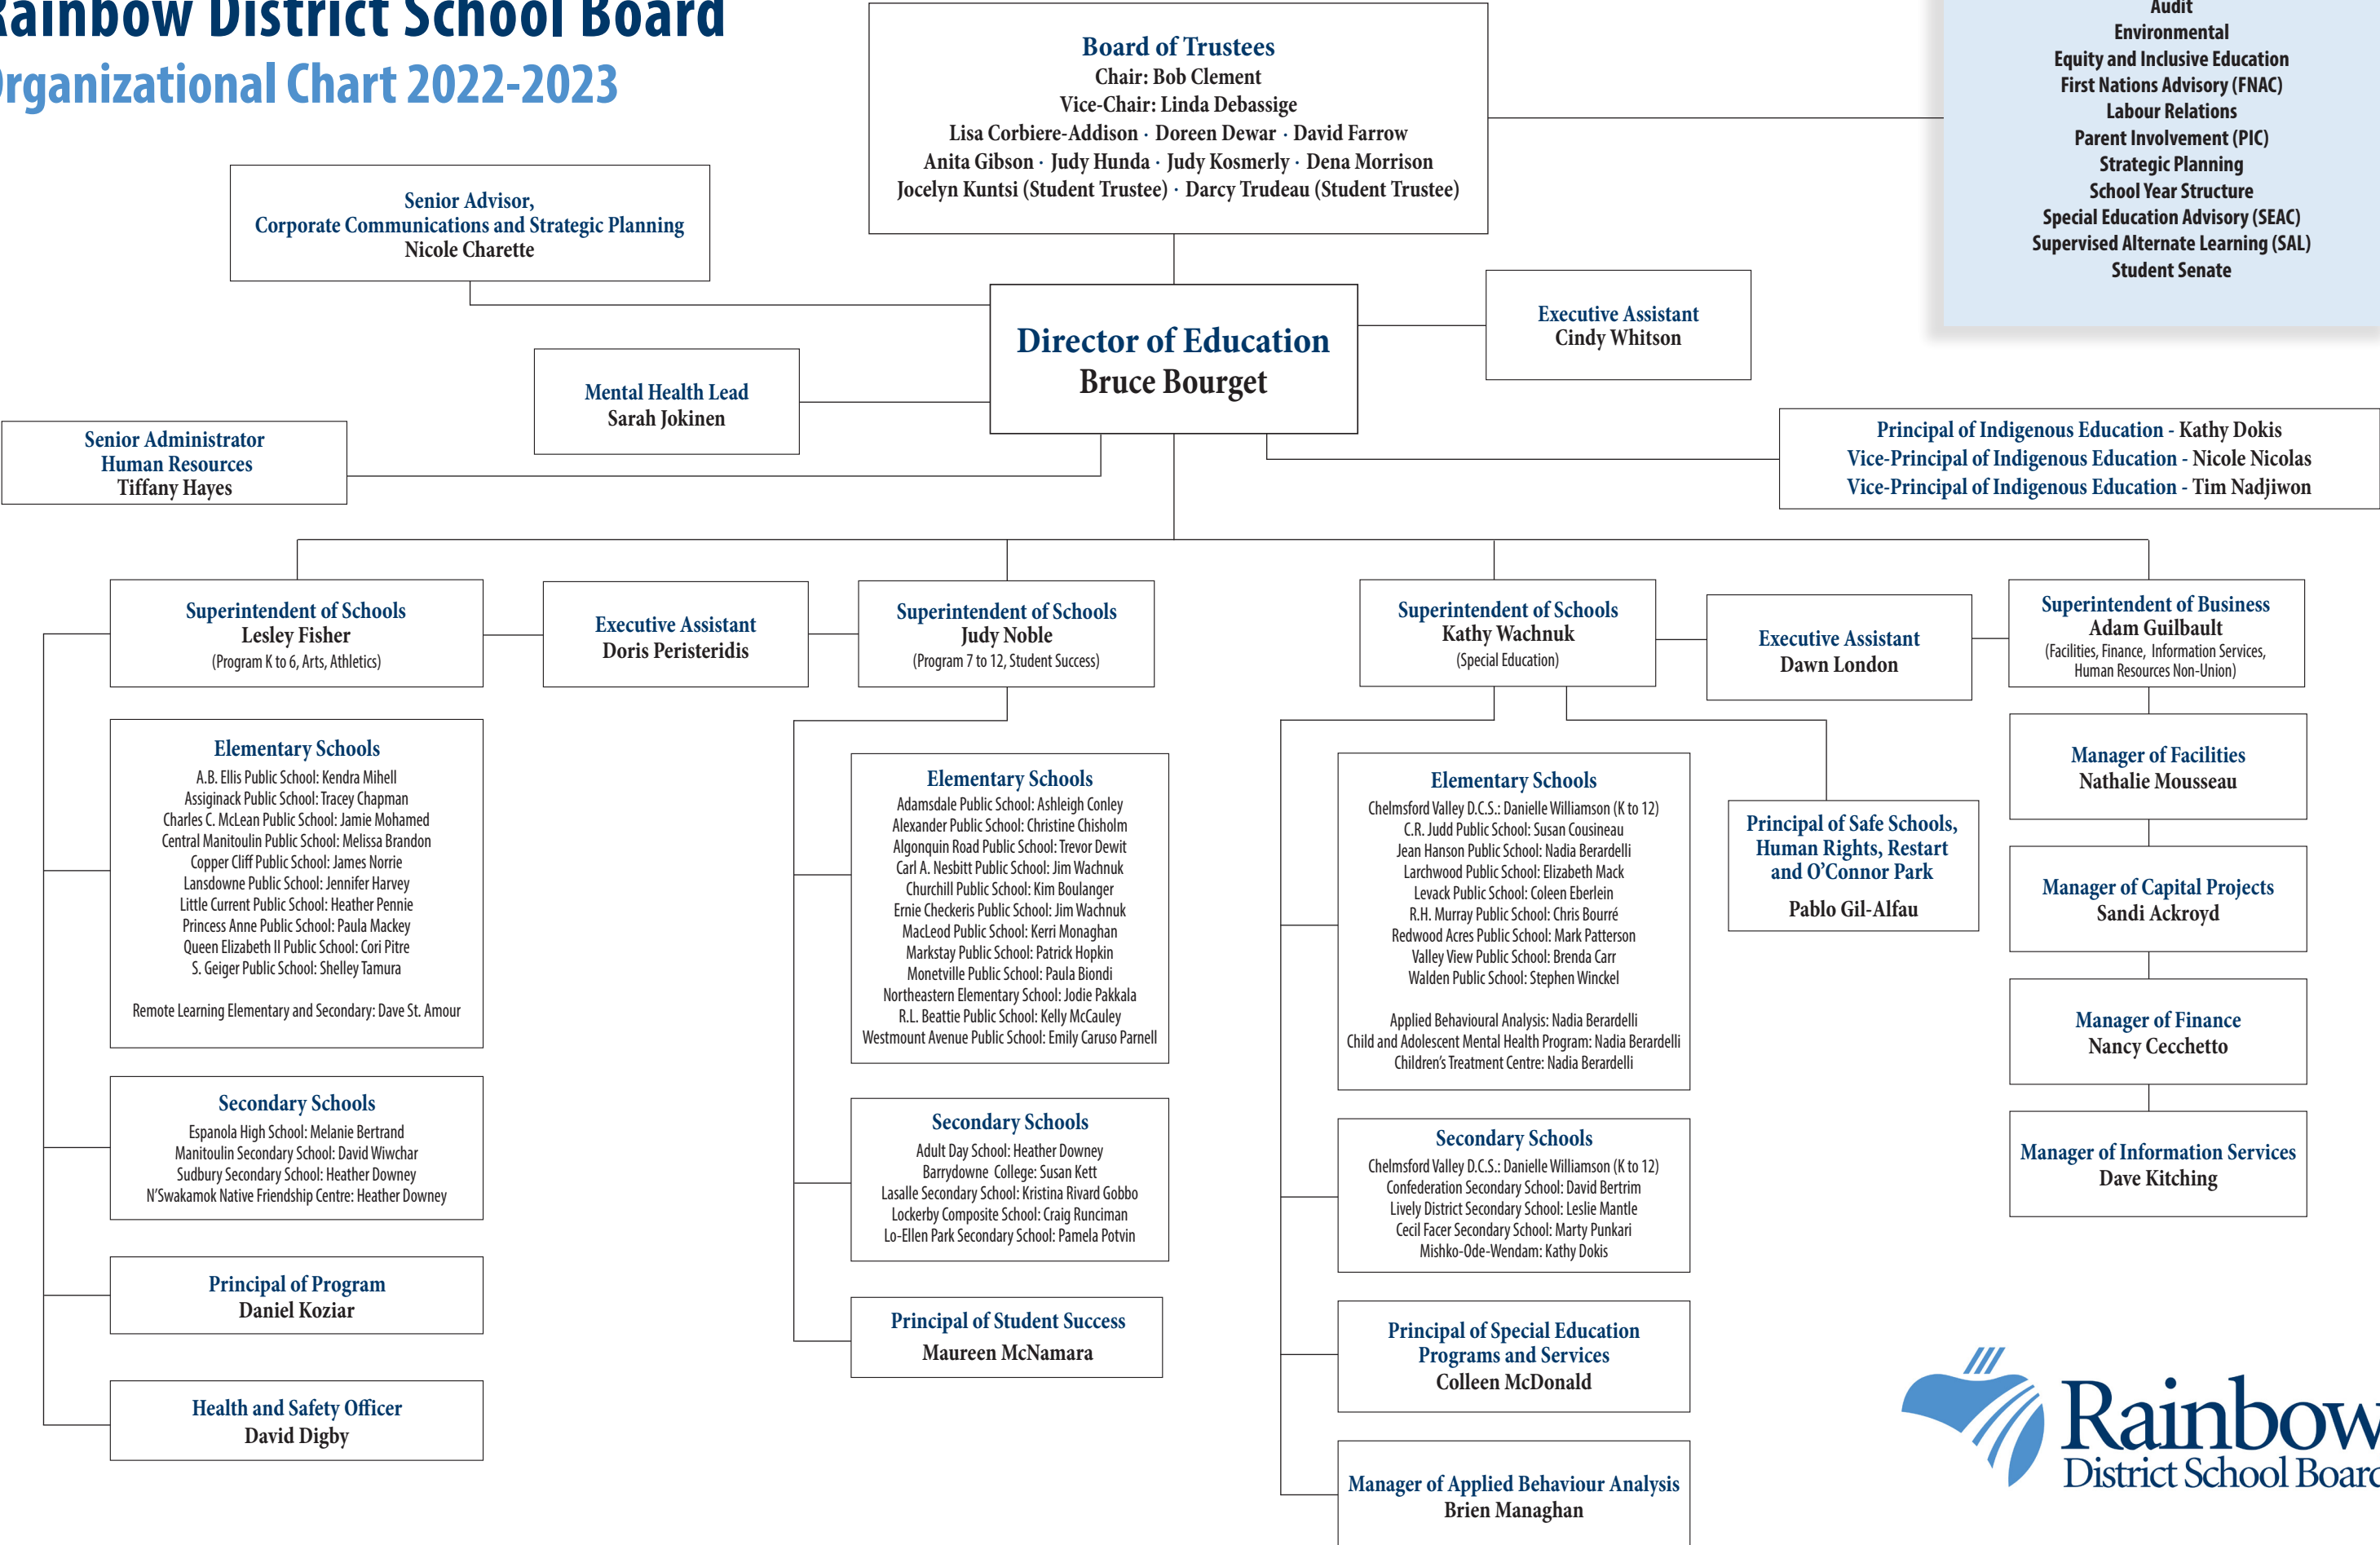 Rainbow District School Board
Organizational Chart 2022-2023
Board of Trustees
Chair: Bob Clement
Vice-Chair: Linda Debassige
Lisa Corbiere-Addison · Doreen Dewar · David Farrow
Anita Gibson · Judy Hunda · Judy Kosmerly · Dena Morrison
Jocelyn Kuntsi (Student Trustee) · Darcy Trudeau (Student Trustee)
Audit
Environmental
Equity and Inclusive Education
First Nations Advisory (FNAC)
Labour Relations
Parent Involvement (PIC)
Strategic Planning
School Year Structure
Special Education Advisory (SEAC)
Supervised Alternate Learning (SAL)
Student Senate
Senior Advisor,
Corporate Communications and Strategic Planning
Nicole Charette
Director of Education
Bruce Bourget
Executive Assistant
Cindy Whitson
Mental Health Lead
Sarah Jokinen
Senior Administrator
Human Resources
Tiffany Hayes
Principal of Indigenous Education - Kathy Dokis
Vice-Principal of Indigenous Education - Nicole Nicolas
Vice-Principal of Indigenous Education - Tim Nadjiwon
Superintendent of Schools
Lesley Fisher
(Program K to 6, Arts, Athletics)
Executive Assistant
Doris Peristeridis
Superintendent of Schools
Judy Noble
(Program 7 to 12, Student Success)
Superintendent of Schools
Kathy Wachnuk
(Special Education)
Executive Assistant
Dawn London
Superintendent of Business
Adam Guilbault
(Facilities, Finance, Information Services,
Human Resources Non-Union)
Elementary Schools
A.B. Ellis Public School: Kendra Mihell
Assiginack Public School: Tracey Chapman
Charles C. McLean Public School: Jamie Mohamed
Central Manitoulin Public School: Melissa Brandon
Copper Cliff Public School: James Norrie
Lansdowne Public School: Jennifer Harvey
Little Current Public School: Heather Pennie
Princess Anne Public School: Paula Mackey
Queen Elizabeth II Public School: Cori Pitre
S. Geiger Public School: Shelley Tamura
Remote Learning Elementary and Secondary: Dave St. Amour
Secondary Schools
Espanola High School: Melanie Bertrand
Manitoulin Secondary School: David Wiwchar
Sudbury Secondary School: Heather Downey
N'Swakamok Native Friendship Centre: Heather Downey
Principal of Program
Daniel Koziar
Health and Safety Officer
David Digby
Elementary Schools
Adamsdale Public School: Ashleigh Conley
Alexander Public School: Christine Chisholm
Algonquin Road Public School: Trevor Dewit
Carl A. Nesbitt Public School: Jim Wachnuk
Churchill Public School: Kim Boulanger
Ernie Checkeris Public School: Jim Wachnuk
MacLeod Public School: Kerri Monaghan
Markstay Public School: Patrick Hopkin
Monetville Public School: Paula Biondi
Northeastern Elementary School: Jodie Pakkala
R.L. Beattie Public School: Kelly McCauley
Westmount Avenue Public School: Emily Caruso Parnell
Secondary Schools
Adult Day School: Heather Downey
Barrydowne College: Susan Kett
Lasalle Secondary School: Kristina Rivard Gobbo
Lockerby Composite School: Craig Runciman
Lo-Ellen Park Secondary School: Pamela Potvin
Principal of Student Success
Maureen McNamara
Elementary Schools
Chelmsford Valley D.C.S.: Danielle Williamson (K to 12)
C.R. Judd Public School: Susan Cousineau
Jean Hanson Public School: Nadia Berardelli
Larchwood Public School: Elizabeth Mack
Levack Public School: Coleen Eberlein
R.H. Murray Public School: Chris Bourré
Redwood Acres Public School: Mark Patterson
Valley View Public School: Brenda Carr
Walden Public School: Stephen Winckel
Applied Behavioural Analysis: Nadia Berardelli
Child and Adolescent Mental Health Program: Nadia Berardelli
Children's Treatment Centre: Nadia Berardelli
Secondary Schools
Chelmsford Valley D.C.S.: Danielle Williamson (K to 12)
Confederation Secondary School: David Bertrim
Lively District Secondary School: Leslie Mantle
Cecil Facer Secondary School: Marty Punkari
Mishko-Ode-Wendam: Kathy Dokis
Principal of Special Education
Programs and Services
Colleen McDonald
Manager of Applied Behaviour Analysis
Brien Managhan
Principal of Safe Schools,
Human Rights, Restart
and O'Connor Park
Pablo Gil-Alfau
Manager of Facilities
Nathalie Mousseau
Manager of Capital Projects
Sandi Ackroyd
Manager of Finance
Nancy Cecchetto
Manager of Information Services
Dave Kitching
Rainbow
District School Board